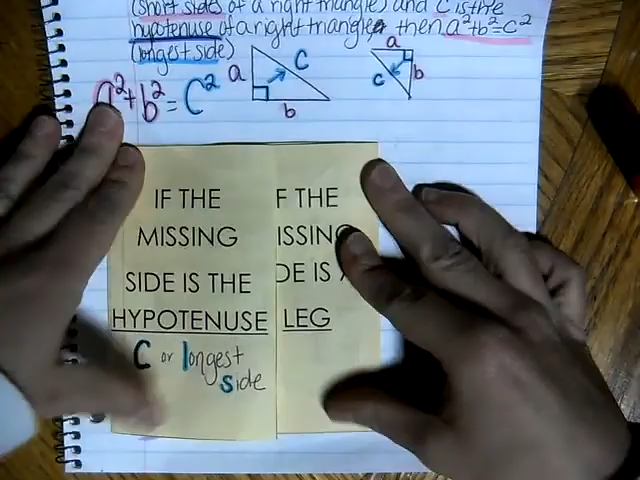 (short sides of a right triangle) and c is the
hypotenuse of a right triangle, then a²+b²=c²
(longest side)
a c b
a c b
a²+b²=c²
IF THE
MISSING
SIDE IS THE
HYPOTENUSE
C or longest
side
F THE
ISSING
DE IS
LEG